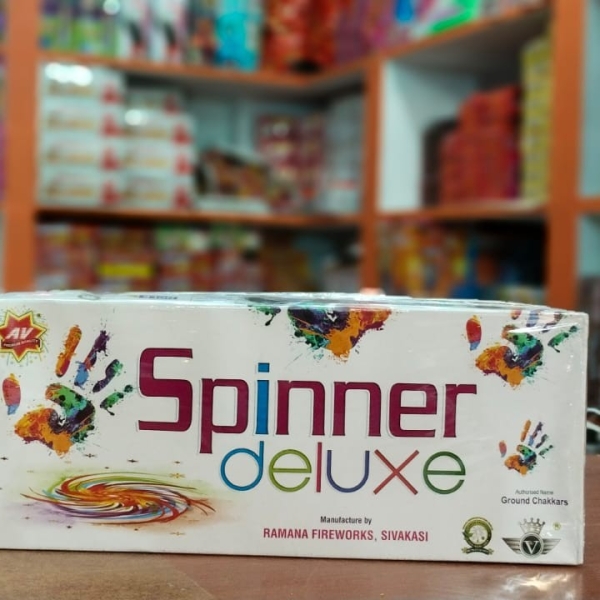 AV
Spinner
deluxe
Authorised Name
Ground Chakkars
Manufacture by
RAMANA FIREWORKS, SIVAKASI
V
®